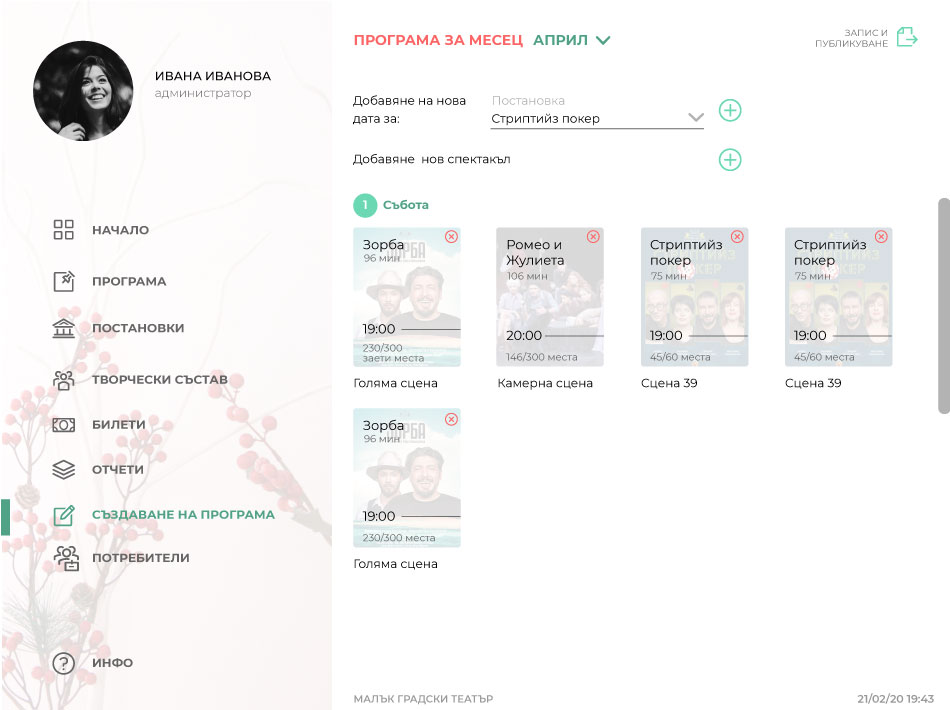 ИВАНА ИВАНОВА
администратор
НАЧАЛО
ПРОГРАМА
ПОСТАНОВКИ
ТВОРЧЕСКИ СЪСТАВ
БИЛЕТИ
ОТЧЕТИ
СЪЗДАВАНЕ НА ПРОГРАМА
ПОТРЕБИТЕЛИ
ИНФО
ПРОГРАМА ЗА МЕСЕЦ АПРИЛ
ЗАПИС И
ПУБЛИКУВАНЕ
Добавяне на нова
дата за:
Постановка
Стриптийз покер
Добавяне нов спектакъл
1 Събота
Зорба
96 мин
ЗОРБА
19:00
230/300
заети места
Голяма сцена
Ромео и
Жулиета
106 мин
20:00
146/300 места
Камерна сцена
Стриптийз
покер
75 мин
19:00
45/60 места
Сцена 39
Стриптийз
покер
75 мин
19:00
45/60 места
Сцена 39
Зорба
96 мин
ЗОРБА
19:00
230/300 места
Голяма сцена
МАЛЪК ГРАДСКИ ТЕАТЪР
21/02/20 19:43